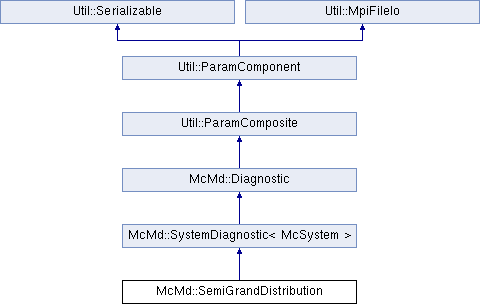 Util::Serializable
Util::MpiFileIo
Util::ParamComponent
Util::ParamComposite
McMd::Diagnostic
McMd::SystemDiagnostic< McSystem >
McMd::SemiGrandDistribution